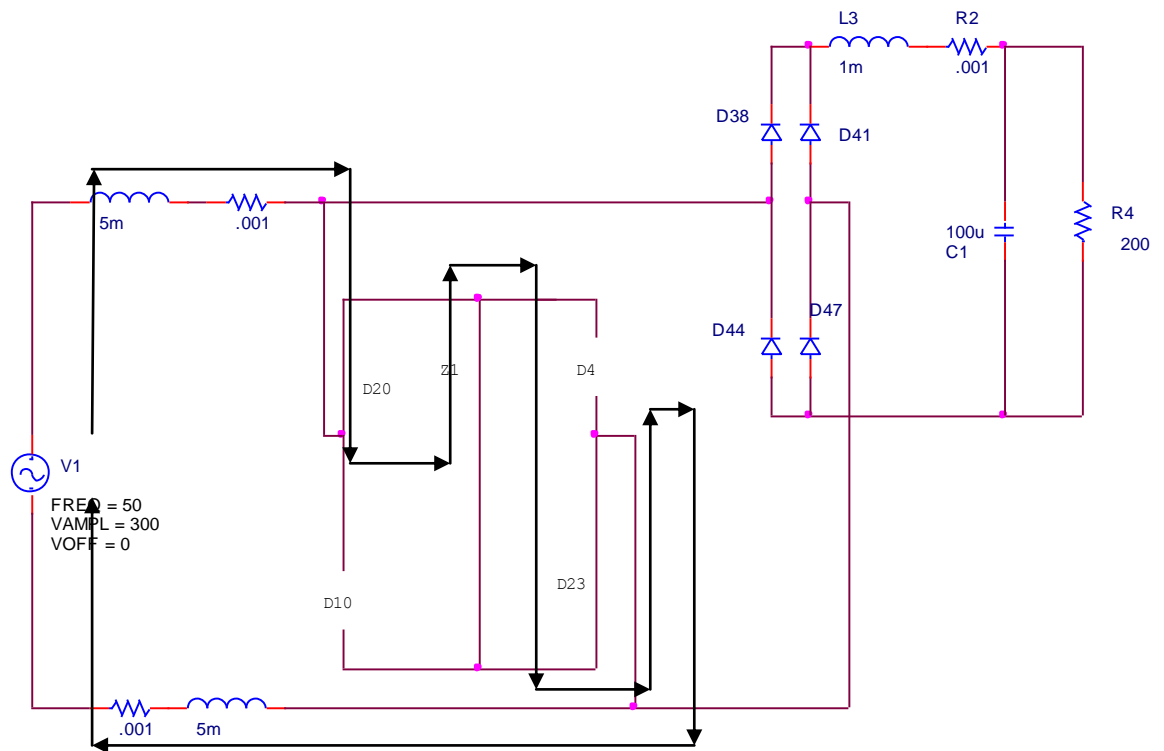 L3
R2
1m
.001
D38
D41
5m
.001
R4
200
100u
C1
D44
D47
Z1
D4
D20
V1
FREQ = 50
VAMPL = 300
VOFF = 0
D23
D10
.001
5m